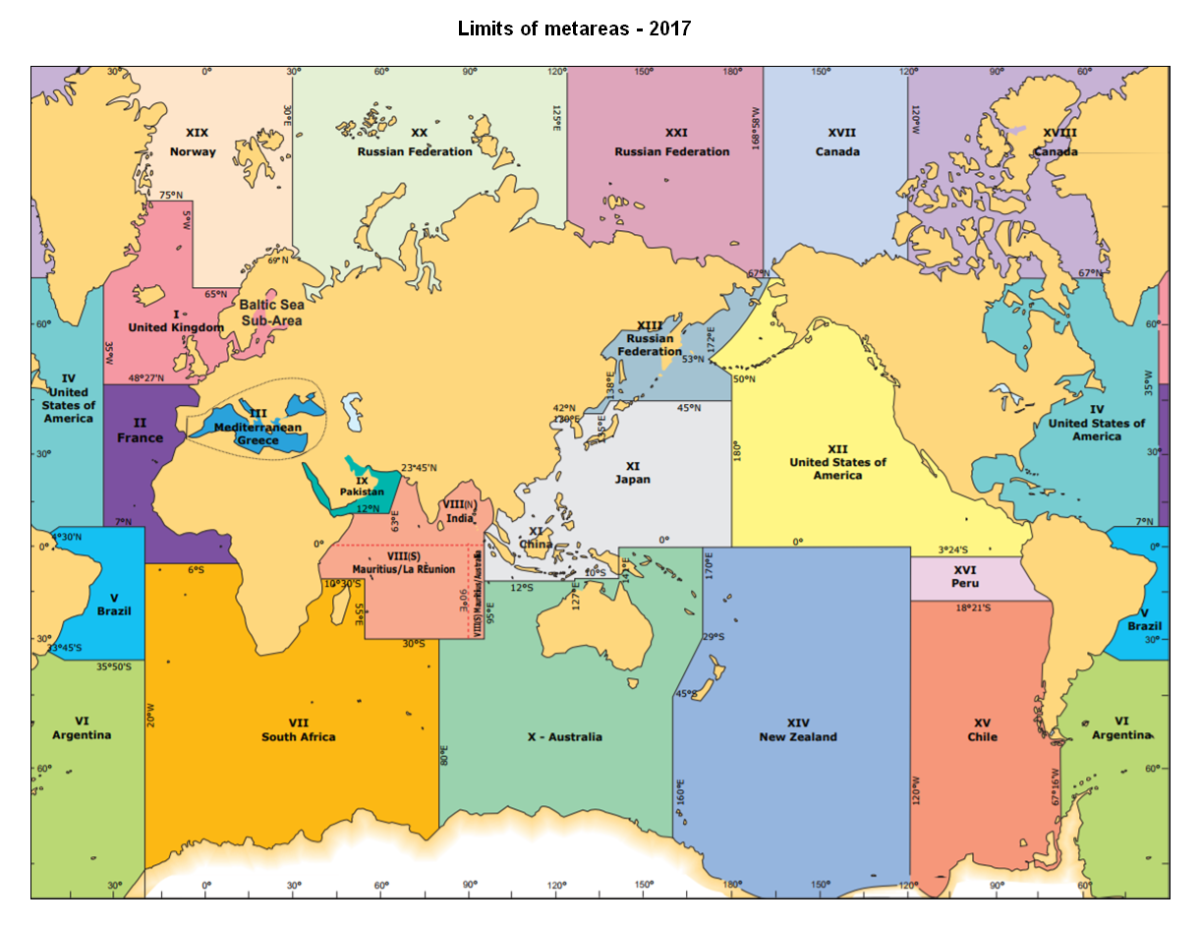 Limits of metareas - 2017
30° 0° 30° 60° 90° 120° 150° 180° 150° 120° 90° 60°
30°E
125°E
168°58'W
120°W
XIX
Norway
XX
Russian Federation
XXI
Russian Federation
XVII
Canada
XVIII
Canada
75°N
5°W
69°N
65°N
67°N
67°N
Baltic Sea
Sub-Area
I -
United Kingdom
60°
60°
35°W
48°27'N
XIII
Russian
Federation
172°E
53°N
138°E
50°N
45°N
42°N
135°E
35°W
IV
United
States of
America
II
France
III
Mediterranean
Greece
IV
United States of
America
30°
30°
XII
United States of
America
180°
XI
Japan
23°45'N
IX
Pakistan
12°N
63°E
VIII(N)
India
XI
China
7°N
7°N
4°30'N
0°
0°
0°
0°
0°
3°24'S
6°S
VIII(S)
Mauritius/La RÈunion
VIII(S) Mauritius/Australia
10°30'S
55°E
90°E
95°E
12°S
127°E
10°S
141°E
170°E
XVI
Peru
18°21'S
V
Brazil
V
Brazil
30°
30°
33°45'S
35°50'S
30°S
29°S
45°S
VI
Argentina
20°W
VII
South Africa
80°E
X - Australia
160°E
XIV
New Zealand
120°W
XV
Chile
67°16'W
VI
Argentina
60°
60°
30° 0° 30° 60° 90° 120° 150° 180° 150° 120° 90° 60°